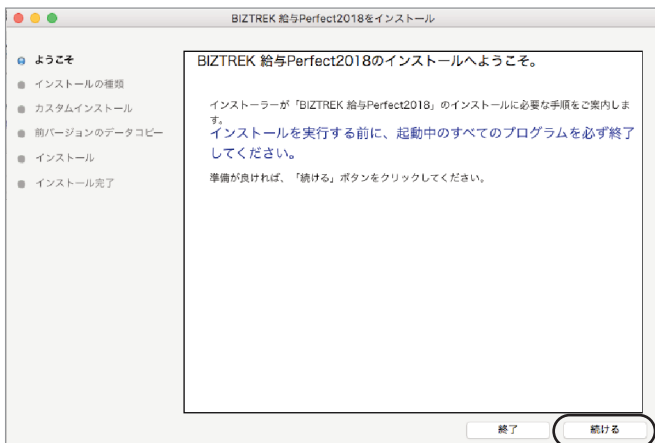 BIZTREK 給与Perfect2018をインストール
ようこそ
インストールの種類
カスタムインストール
前バージョンのデータコピー
インストール
インストール完了
BIZTREK 給与Perfect2018のインストールへようこそ。
インストーラーが「BIZTREK 給与Perfect2018」のインストールに必要な手順をご案内しま
す。
インストールを実行する前に、起動中のすべてのプログラムを必ず終了
してください。
準備が良ければ、「続ける」ボタンをクリックしてください。
終了
続ける